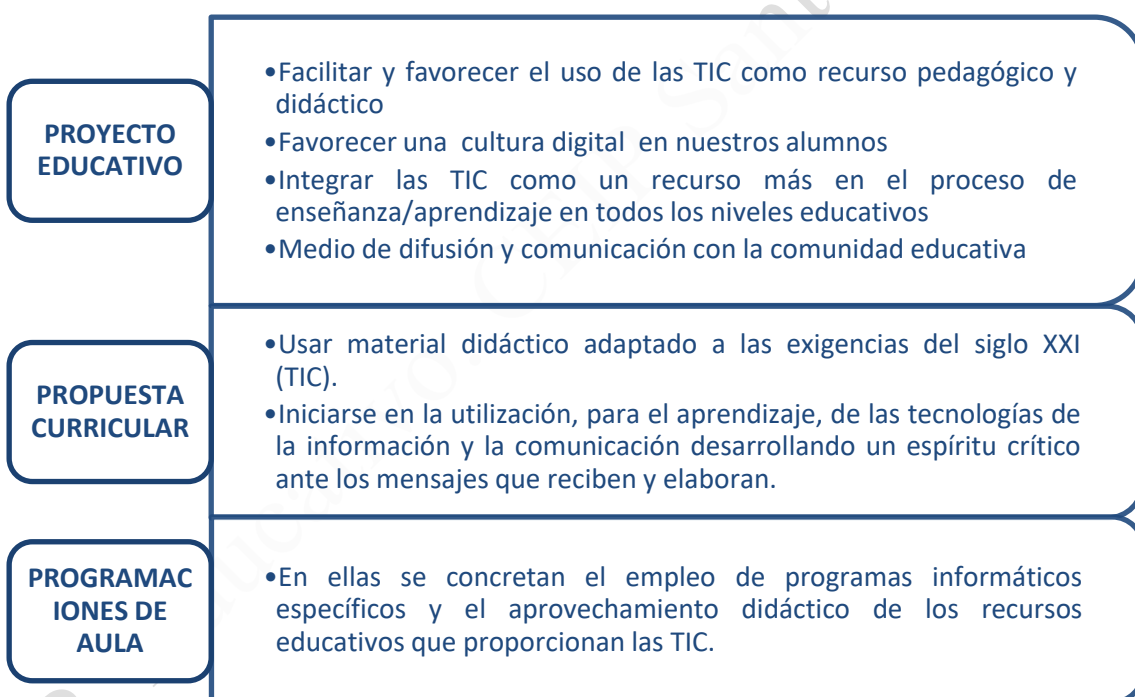 PROYECTO
EDUCATIVO
•Facilitar y favorecer el uso de las TIC como recurso pedagógico y
didáctico
•Favorecer una cultura digital en nuestros alumnos
•Integrar las TIC como un recurso más en el proceso de
enseñanza/aprendizaje en todos los niveles educativos
•Medio de difusión y comunicación con la comunidad educativa
PROPUESTA
CURRICULAR
•Usar material didáctico adaptado a las exigencias del siglo XXI
(TIC).
•Iniciarse en la utilización, para el aprendizaje, de las tecnologías de
la información y la comunicación desarrollando un espíritu crítico
ante los mensajes que reciben y elaboran.
PROGRAMAC
IONES DE
AULA
•En ellas se concretan el empleo de programas informáticos
específicos y el aprovechamiento didáctico de los recursos
educativos que proporcionan las TIC.